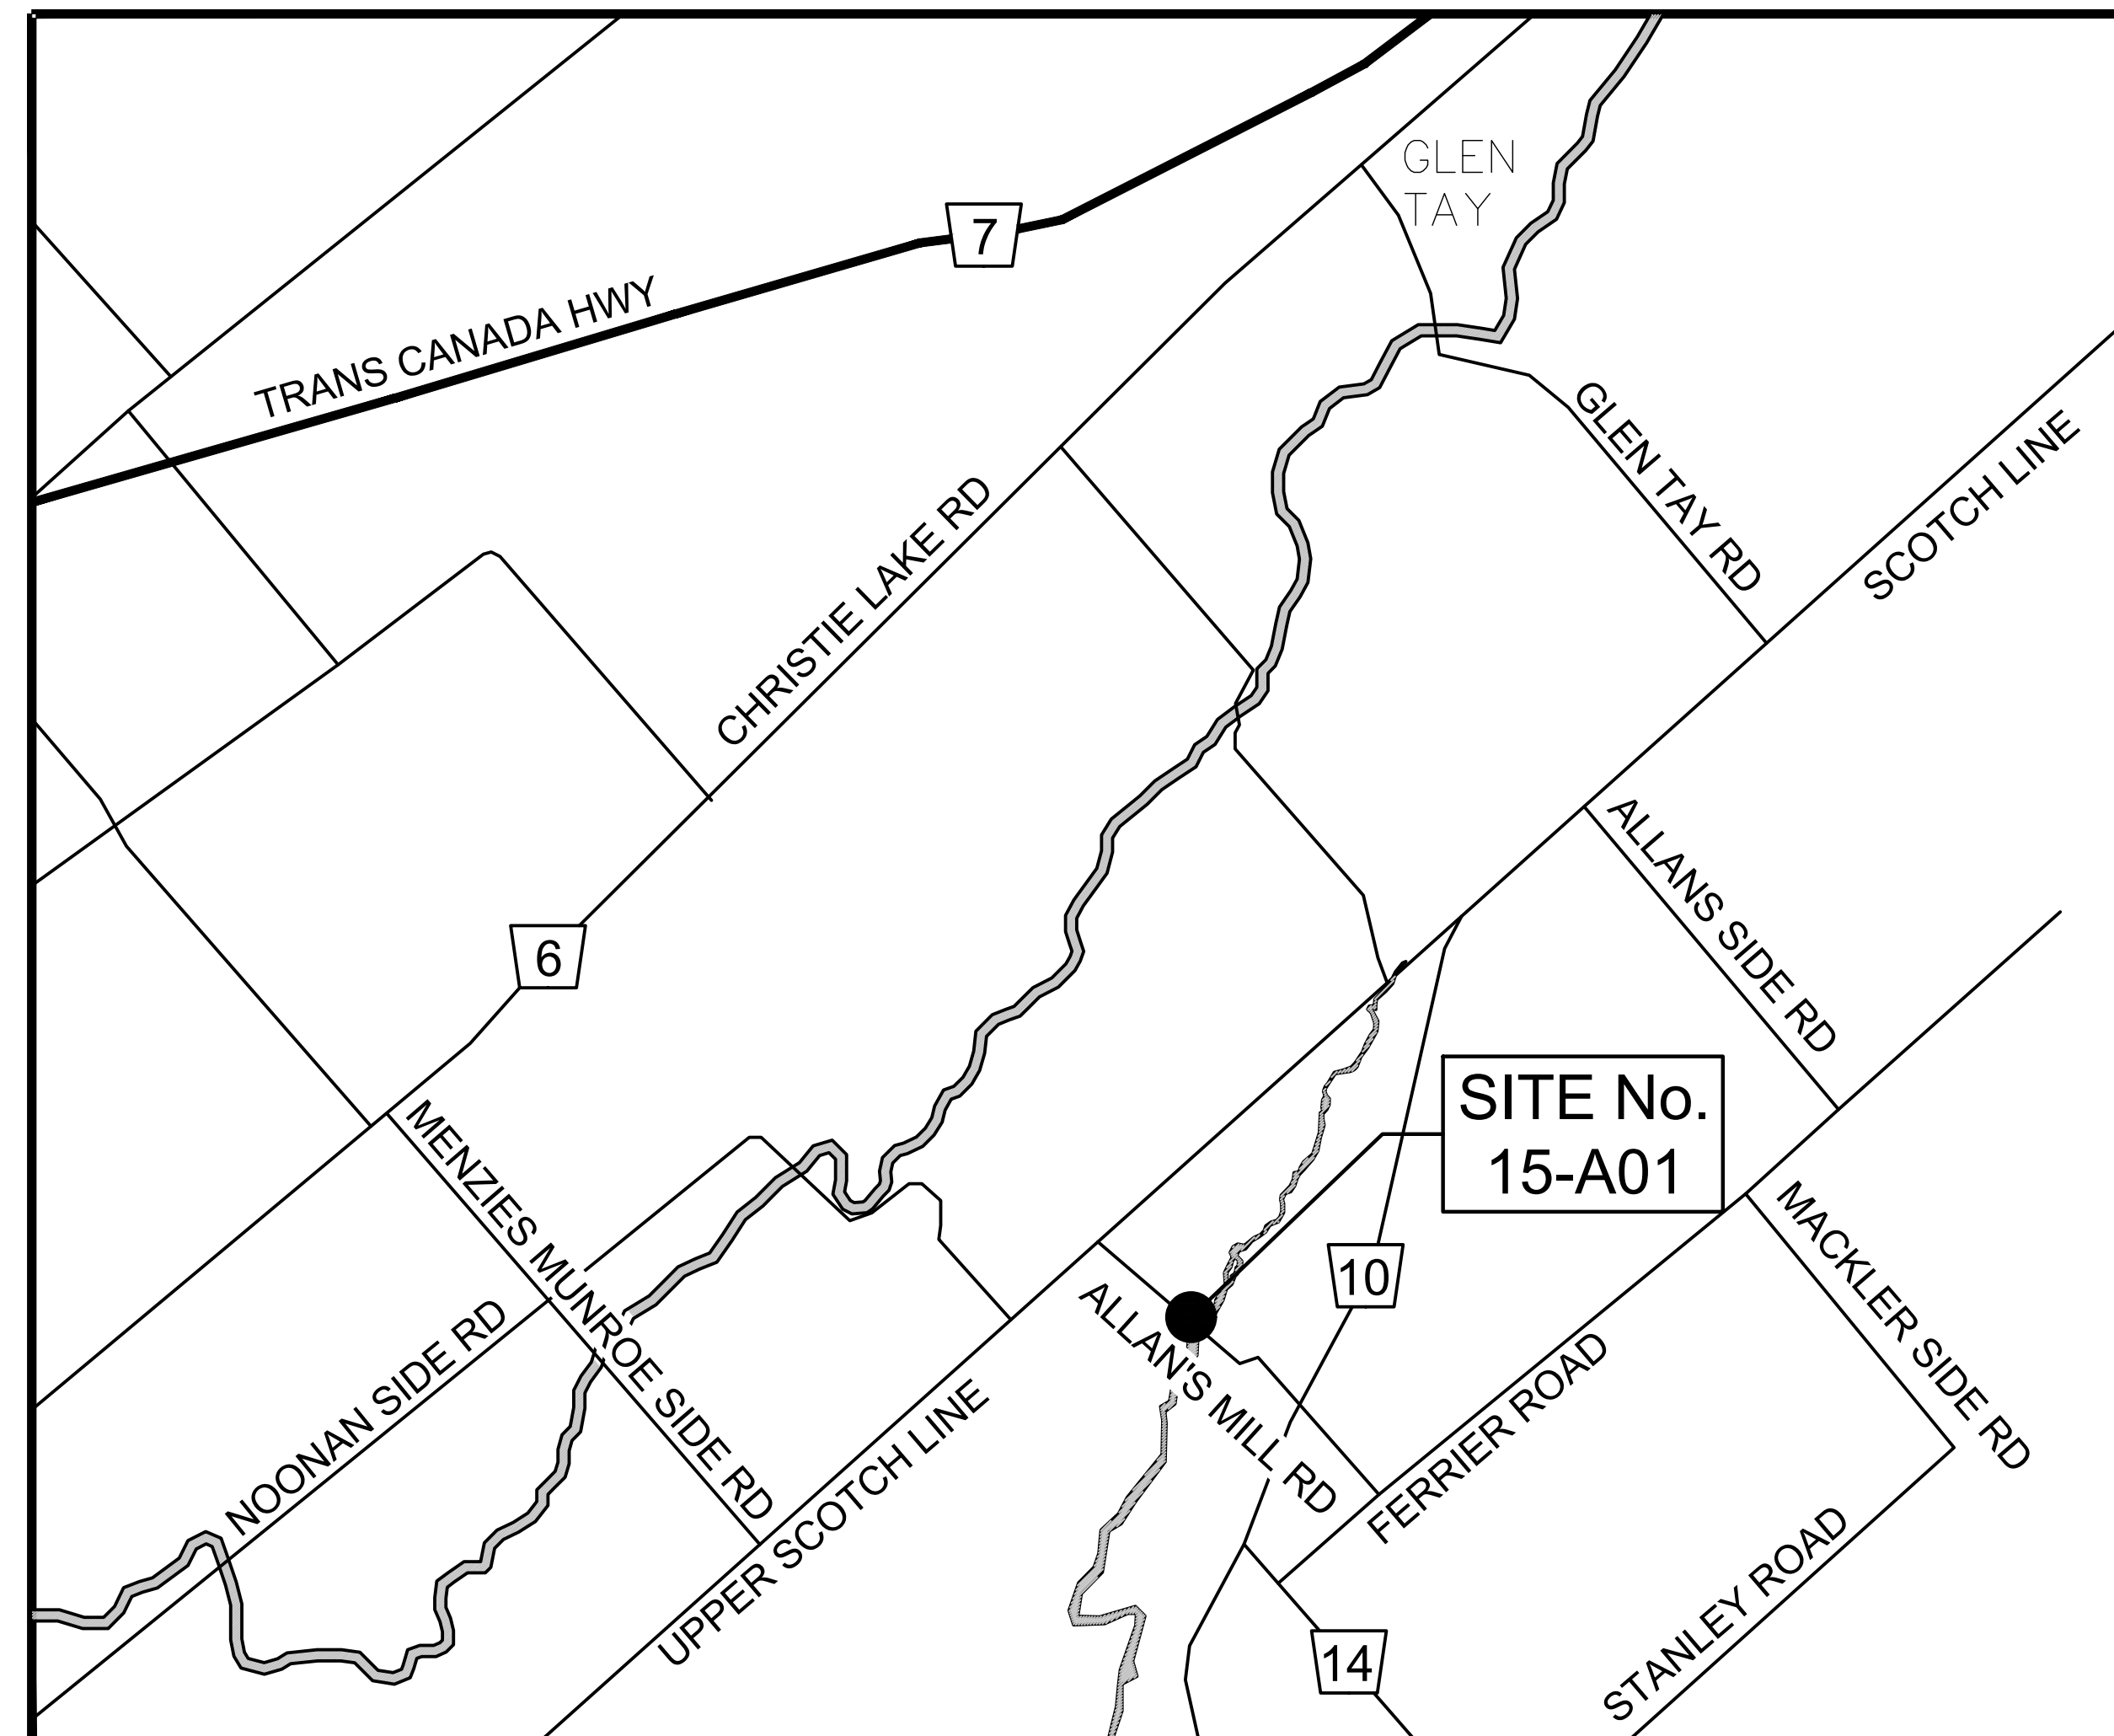 GLEN
TAY
7
TRANS CANADA HWY
GLEN TAY RD
SCOTCH LINE
CHRISTIE LAKE RD
ALLANS SIDE RD
6
SITE No.
15-A01
MENZIES MUNROE SIDE RD
MACKLER SIDE RD
10
ALLAN'S MILL RD
NOONAN SIDE RD
FERRIER ROAD
UPPER SCOTCH LINE
STANLEY ROAD
14